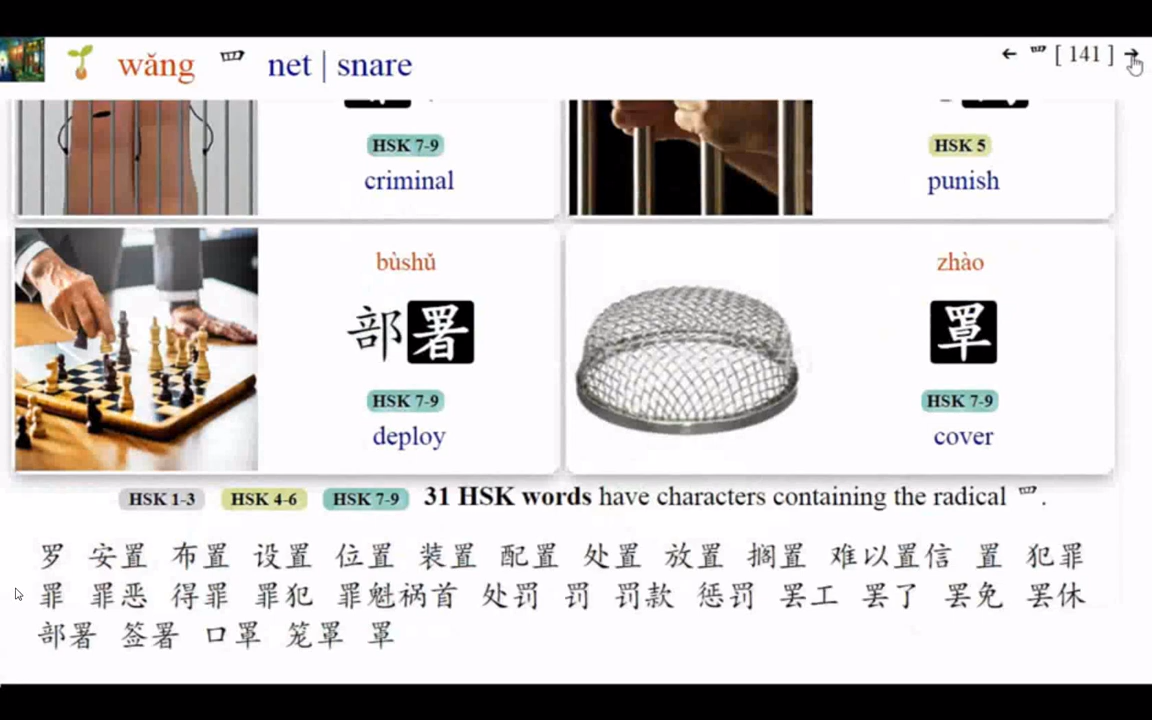 wǎng 罒 net | snare
← 罒 [ 141 ] →
HSK 7-9
criminal
HSK 5
punish
bùshǔ
部署
HSK 7-9
deploy
zhào
罩
HSK 7-9
cover
HSK 1-3 HSK 4-6 HSK 7-9 31 HSK words have characters containing the radical 罒.
罗 安置 布置 设置 位置 装置 配置 处置 放置 搁置 难以置信 置 犯罪
罪 罪恶 得罪 罪犯 罪魁祸首 处罚 罚 罚款 惩罚 罢工 罢了 罢免 罢休
部署 签署 口罩 笼罩 罩